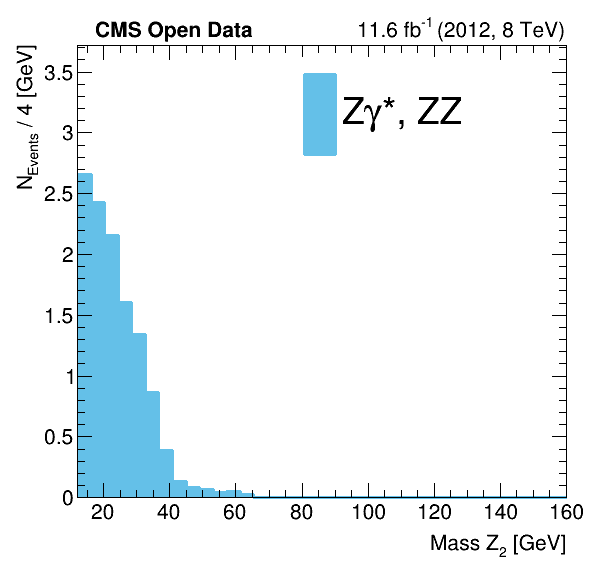 CMS Open Data 11.6 fb⁻¹ (2012, 8 TeV)
N_Events / 4 [GeV]
3.5
3
2.5
2
1.5
1
0.5
0
Zγ*, ZZ
20 40 60 80 100 120 140 160
Mass Z₂ [GeV]